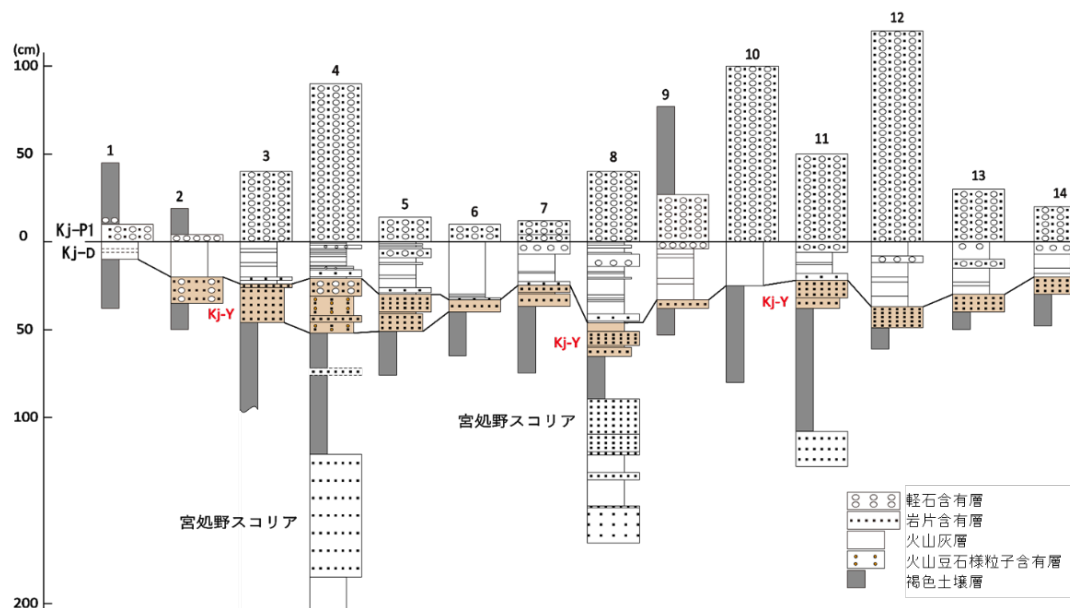 (cm)
100
50
0
50
100
200
Kj-P1
Kj-D
1
2
3
4
5
6
7
8
9
10
11
12
13
14
Kj-Y
Kj-Y
Kj-Y
宮処野スコリア
宮処野スコリア
軽石含有層
岩片含有層
火山灰層
火山豆石様粒子含有層
褐色土壌層